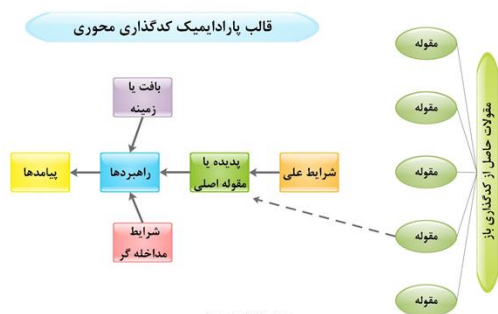 قالب پارادایمیک کدگذاری محوری
مقوله
بافت یا
زمینه
مقوله
شرایط علی
پدیده یا
مقوله اصلی
راهبردها
پیامدها
مقوله
شرایط
مداخله گر
مقوله
مقوله
مقولات حاصل از کدگذاری باز